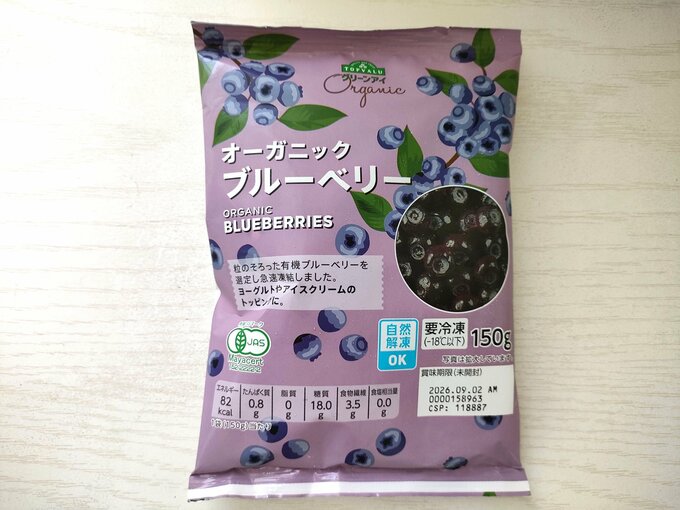 TOPVALU
グリーンアイ
Organic
オーガニック
ブルーベリー
ORGANIC
BLUEBERRIES
粒のそろった有機ブルーベリーを
選定し急速凍結しました。
ヨーグルトやアイスクリームの
トッピングに。
JAS
Mayacert
自然
解凍
OK
要冷凍
(-18℃以下)
150g
写真は拡大しています。
賞味期限(未開封)
2026.09.02 AM
0000158963
CSP: 118887
エネルギー たんぱく質 脂質 糖質 食物繊維 食塩相当量
82 kcal 0.8 g 0 g 18.0 g 3.5 g 0.0 g
1袋(150g)当たり